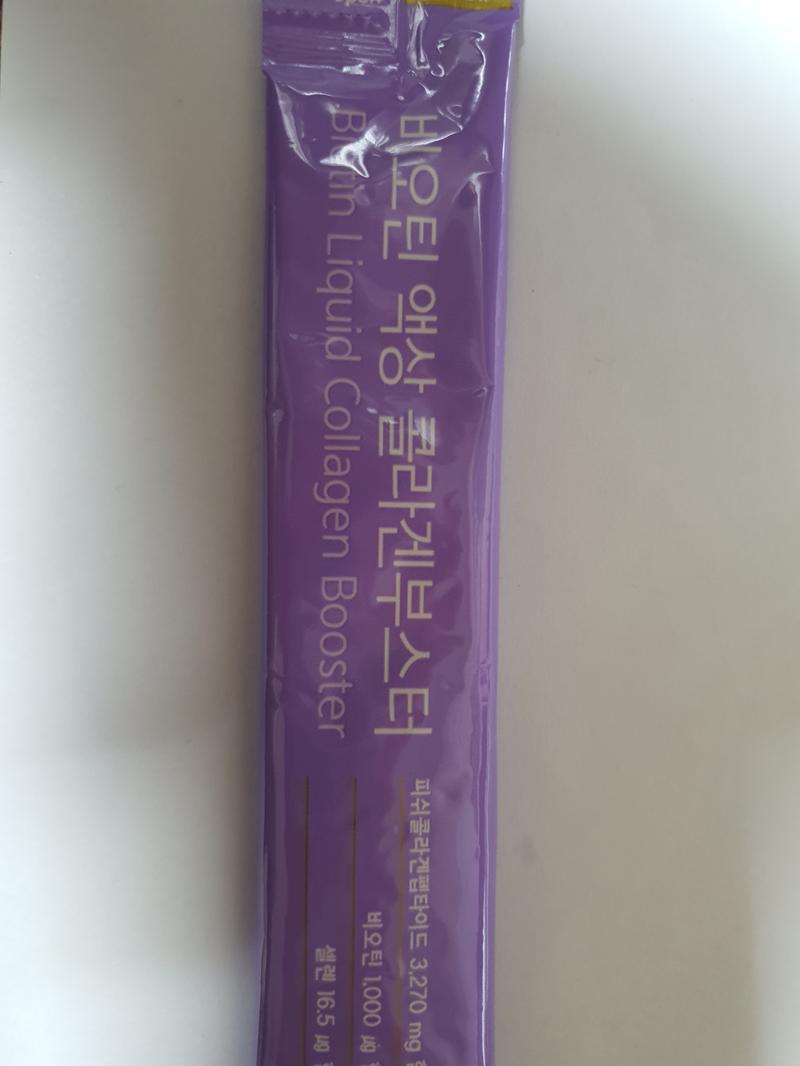 비오틴 액상 콜라겐부스터
Biotin Liquid Collagen Booster
피쉬콜라겐펩타이드 3,270 mg
비오틴 1,000 ㎍
셀렌 16.5 ㎍